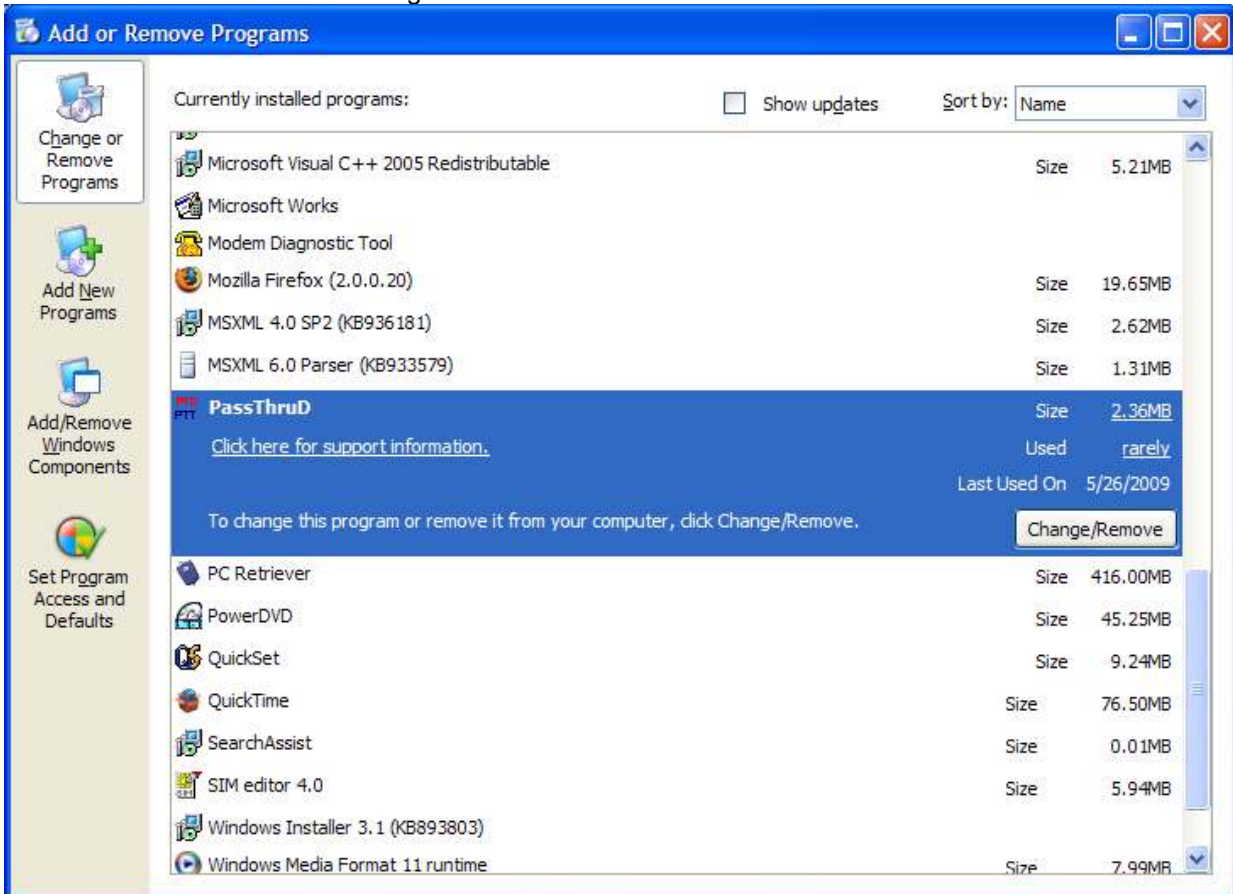 Add or Remove Programs
Change or
Remove
Programs
Add New
Programs
Add/Remove
Windows
Components
Set Program
Access and
Defaults
Currently installed programs:
Show updates
Sort by: Name
Microsoft Visual C++ 2005 Redistributable Size 5.21MB
Microsoft Works
Modem Diagnostic Tool
Mozilla Firefox (2.0.0.20) Size 19.65MB
MSXML 4.0 SP2 (KB936181) Size 2.62MB
MSXML 6.0 Parser (KB933579) Size 1.31MB
PassThruD Size 2.36MB
Click here for support information. Used rarely
Last Used On 5/26/2009
To change this program or remove it from your computer, click Change/Remove. Change/Remove
PC Retriever Size 416.00MB
PowerDVD Size 45.25MB
QuickSet Size 9.24MB
QuickTime Size 76.50MB
SearchAssist Size 0.01MB
SIM editor 4.0 Size 5.94MB
Windows Installer 3.1 (KB893803)
Windows Media Format 11 runtime Size 7.99MB